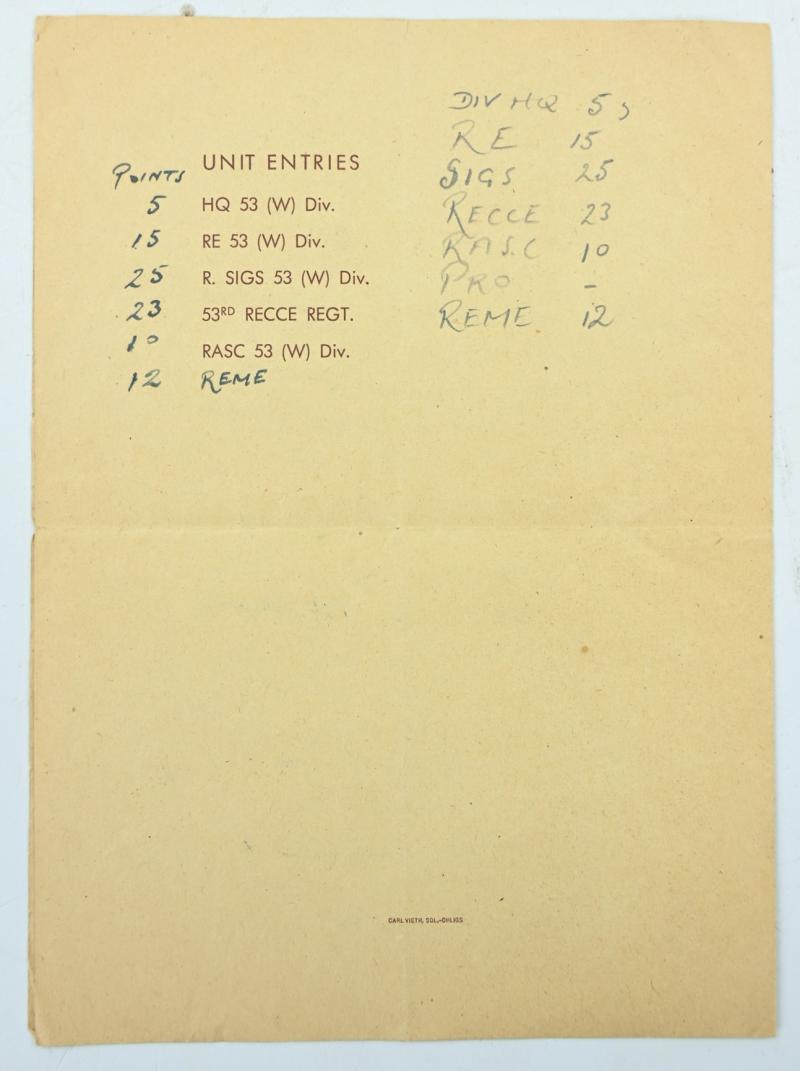 POINTS UNIT ENTRIES
5 HQ 53 (W) Div.
15 RE 53 (W) Div.
25 R. SIGS 53 (W) Div.
23 53RD RECCE REGT.
10 RASC 53 (W) Div.
12 REME
DIV HQ 5
RE 15
SIGS 25
RECCE 23
RASC 10
PRO –
REME 12
CARL VIETH, SOL.-OHLIGS